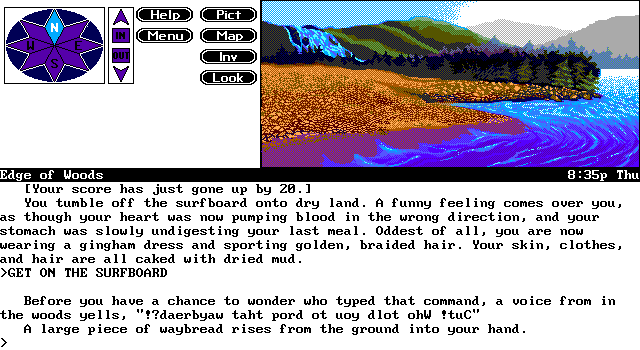 N
W E
S
IN
OUT
Help
Menu
Pict
Map
Inv
Look
Edge of Woods 8:35p Thu
[Your score has just gone up by 20.]
You tumble off the surfboard onto dry land. A funny feeling comes over you,
as though your heart was now pumping blood in the wrong direction, and your
stomach was slowly undigesting your last meal. Oddest of all, you are now
wearing a gingham dress and sporting golden, braided hair. Your skin, clothes,
and hair are all caked with dried mud.
>GET ON THE SURFBOARD
Before you have a chance to wonder who typed that command, a voice from in
the woods yells, "!?daerbyaw taht pord ot uoy dlot ohW !tuC"
A large piece of waybread rises from the ground into your hand.
>